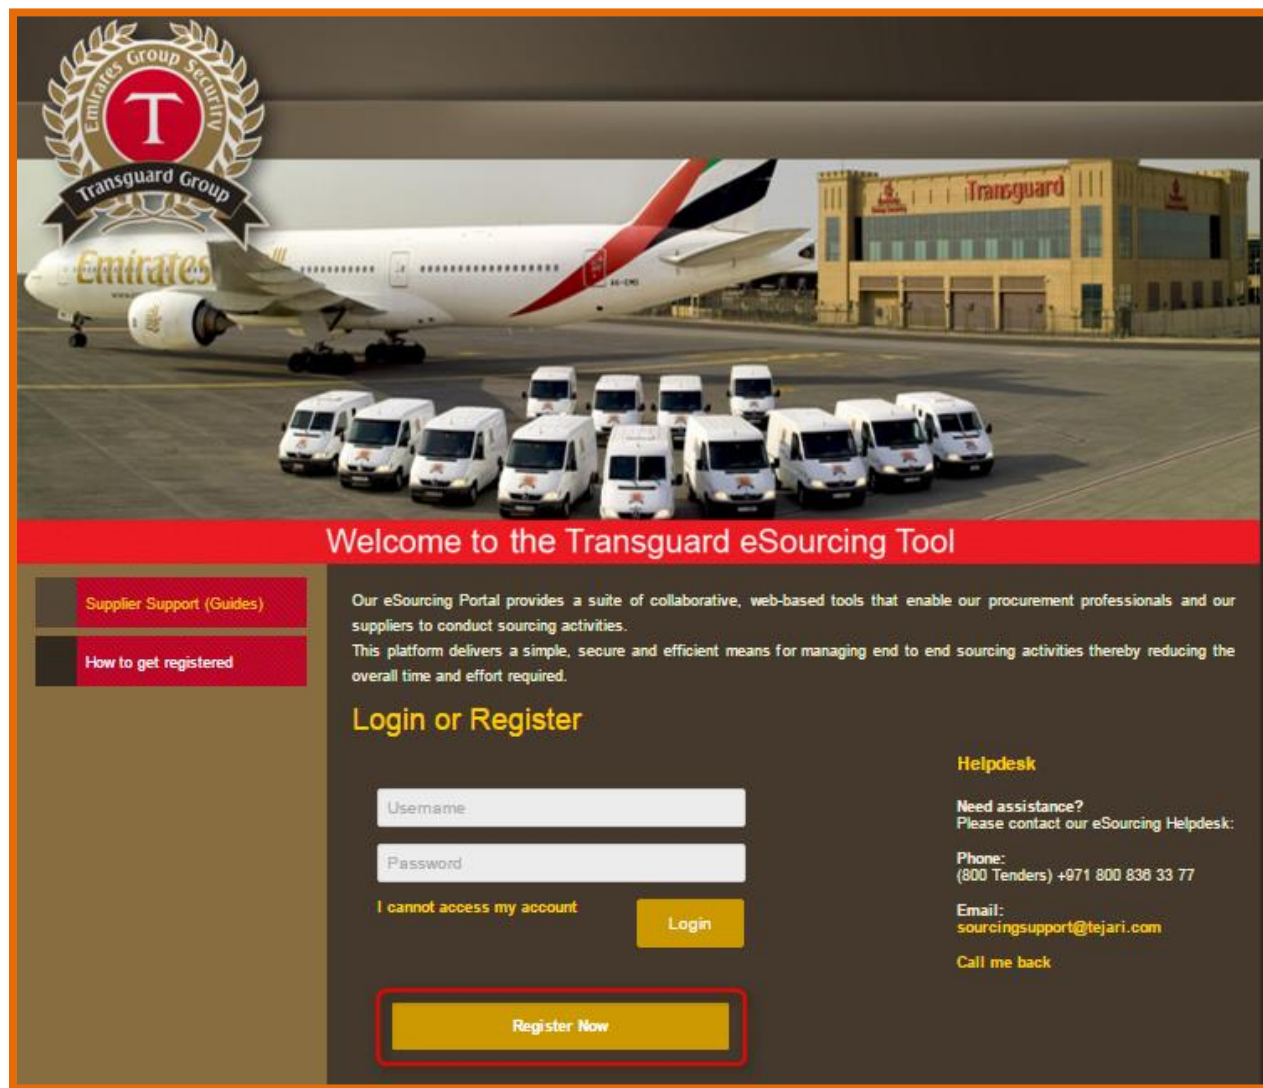 Emirates Group Security
T
Transguard Group
Emirates
Transguard
A6-EMO
Welcome to the Transguard eSourcing Tool
Supplier Support (Guides)
How to get registered
Our eSourcing Portal provides a suite of collaborative, web-based tools that enable our procurement professionals and our
suppliers to conduct sourcing activities.
This platform delivers a simple, secure and efficient means for managing end to end sourcing activities thereby reducing the
overall time and effort required.
Login or Register
Username
Password
I cannot access my account
Login
Register Now
Helpdesk
Need assistance?
Please contact our eSourcing Helpdesk:
Phone:
(800 Tenders) +971 800 836 33 77
Email:
sourcingsupport@tejari.com
Call me back